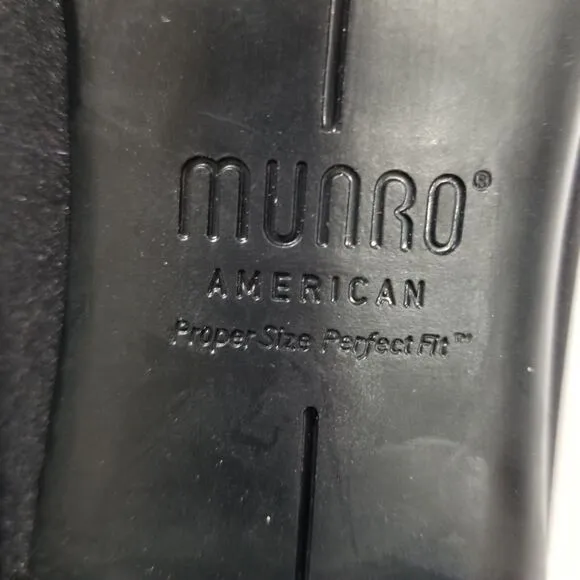 MUNRO®
AMERICAN
Proper Size Perfect Fit™